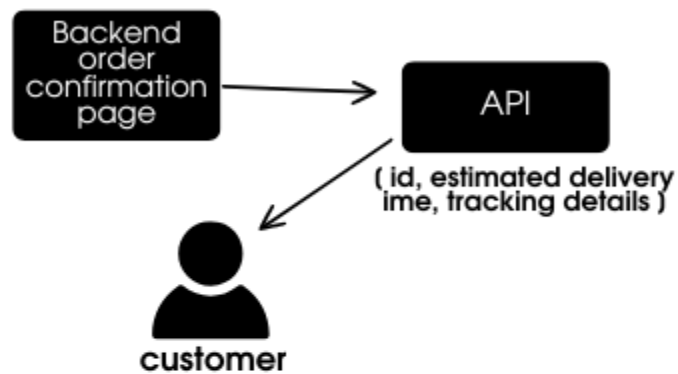 Backend
order
confirmation
page
API
( id, estimated delivery
ime, tracking details )
customer